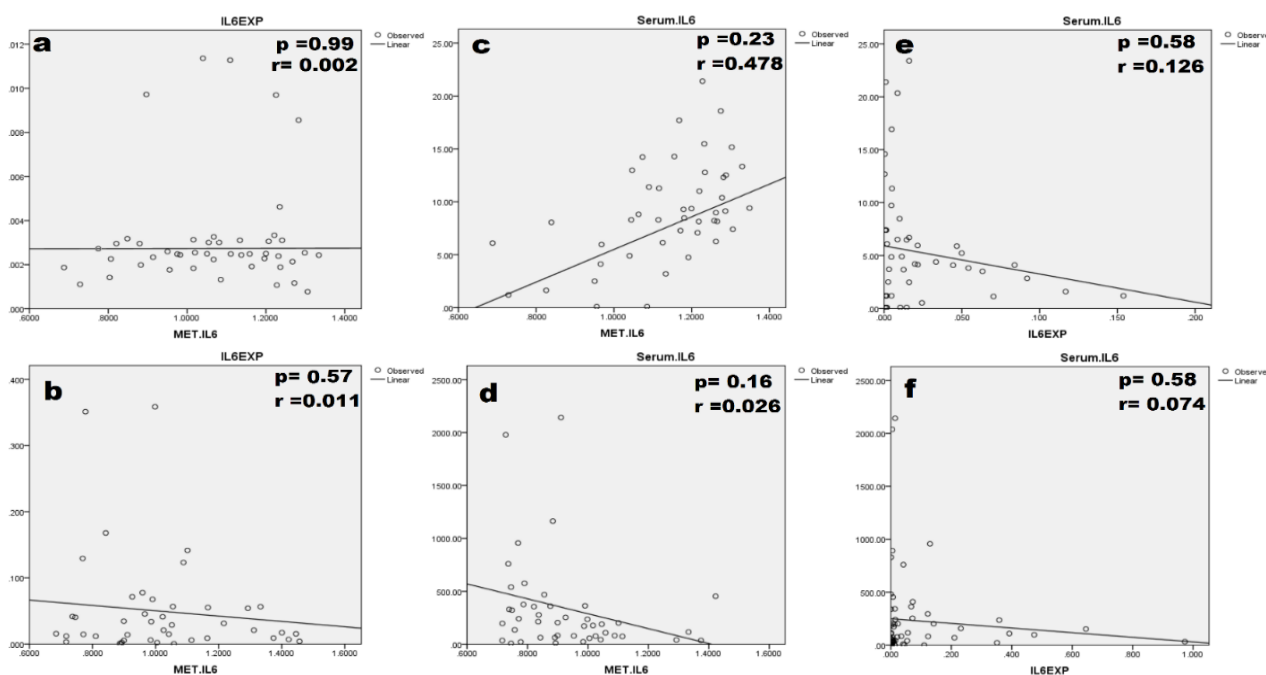 IL6EXP
a
p =0.99
r= 0.002
Observed
Linear
.012
.010
.008
.006
.004
.002
.000
.6000 .8000 1.0000 1.2000 1.4000
MET.IL6
Serum.IL6
c
p =0.23
r =0.478
Observed
Linear
25.00
20.00
15.00
10.00
5.00
.00
.6000 .8000 1.0000 1.2000 1.4000
MET.IL6
Serum.IL6
e
p =0.58
r =0.126
Observed
Linear
25.00
20.00
15.00
10.00
5.00
.00
.000 .050 .100 .150 .200
IL6EXP
IL6EXP
b
p= 0.57
r =0.011
Observed
Linear
.400
.300
.200
.100
.000
.6000 .8000 1.0000 1.2000 1.4000 1.6000
MET.IL6
Serum.IL6
d
p= 0.16
r =0.026
Observed
Linear
2500.00
2000.00
1500.00
1000.00
500.00
.00
.6000 .8000 1.0000 1.2000 1.4000 1.6000
MET.IL6
Serum.IL6
f
p= 0.58
r= 0.074
Observed
Linear
2500.00
2000.00
1500.00
1000.00
500.00
.00
.000 .200 .400 .600 .800 1.000
IL6EXP